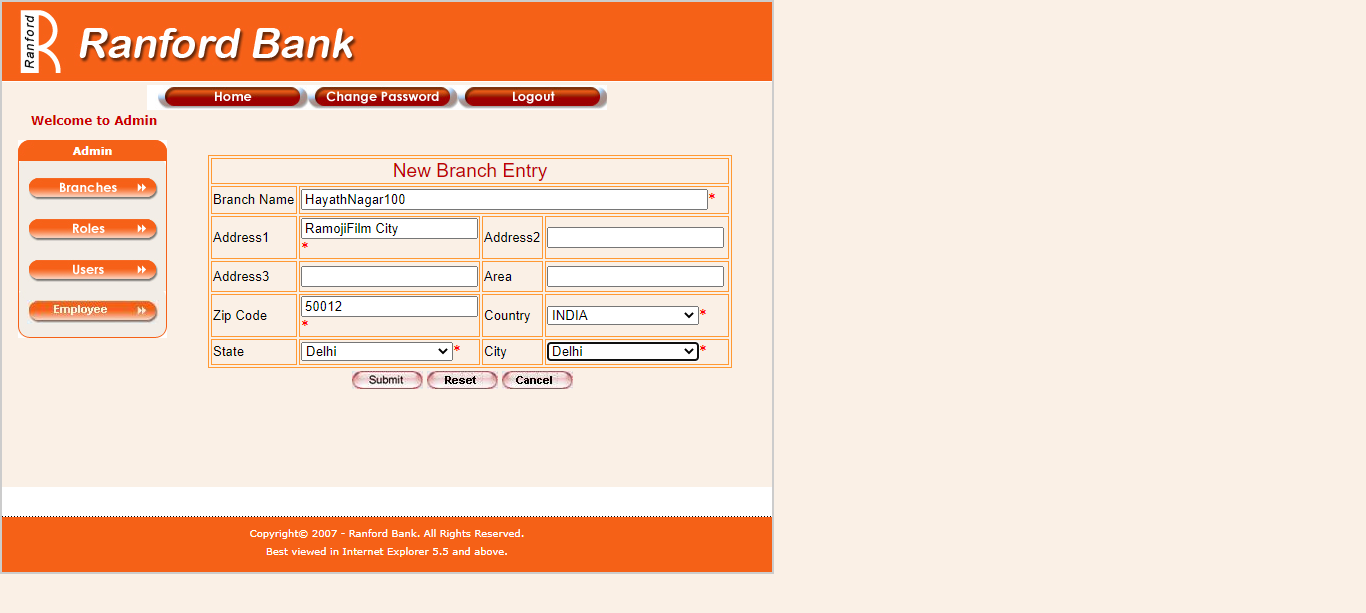 Ranford
Ranford Bank
Home Change Password Logout
Welcome to Admin
Admin
Branches
Roles
Users
Employee
New Branch Entry
Branch Name HayathNagar100 *
Address1 RamojiFilm City * Address2
Address3 Area
Zip Code 50012 * Country INDIA *
State Delhi * City Delhi *
Submit Reset Cancel
Copyright© 2007 - Ranford Bank. All Rights Reserved.
Best viewed in Internet Explorer 5.5 and above.